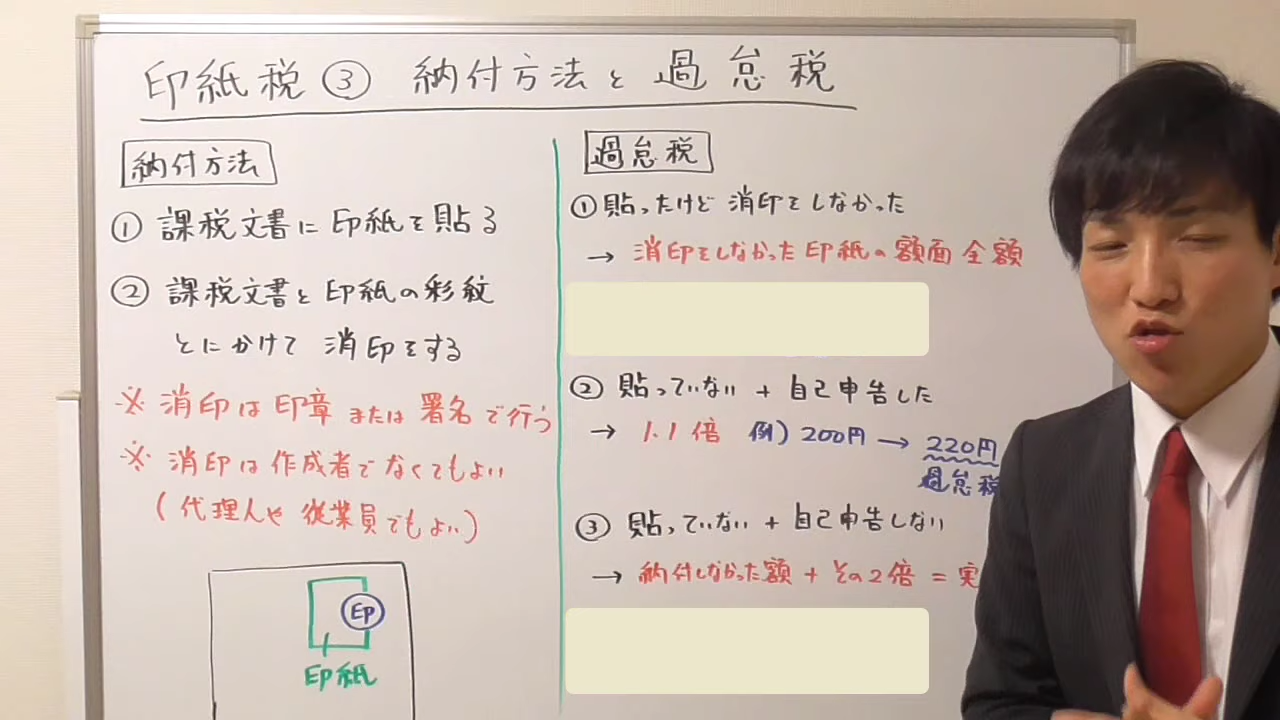 印紙税③ 納付方法と過怠税
納付方法
① 課税文書に印紙を貼る
② 課税文書と印紙の彩紋
とにかけて 消印をする
※ 消印は印章または署名で行う
※ 消印は作成者でなくてもよい
(代理人や従業員でもよい)
印
印紙
過怠税
①貼ったけど消印をしなかった
→ 消印をしなかった印紙の額面全額
② 貼っていない + 自己申告した
→ 1.1倍 例)200円→220円
過怠税
③ 貼っていない + 自己申告しない
→ 納付しなかった額 + その2倍 = 実